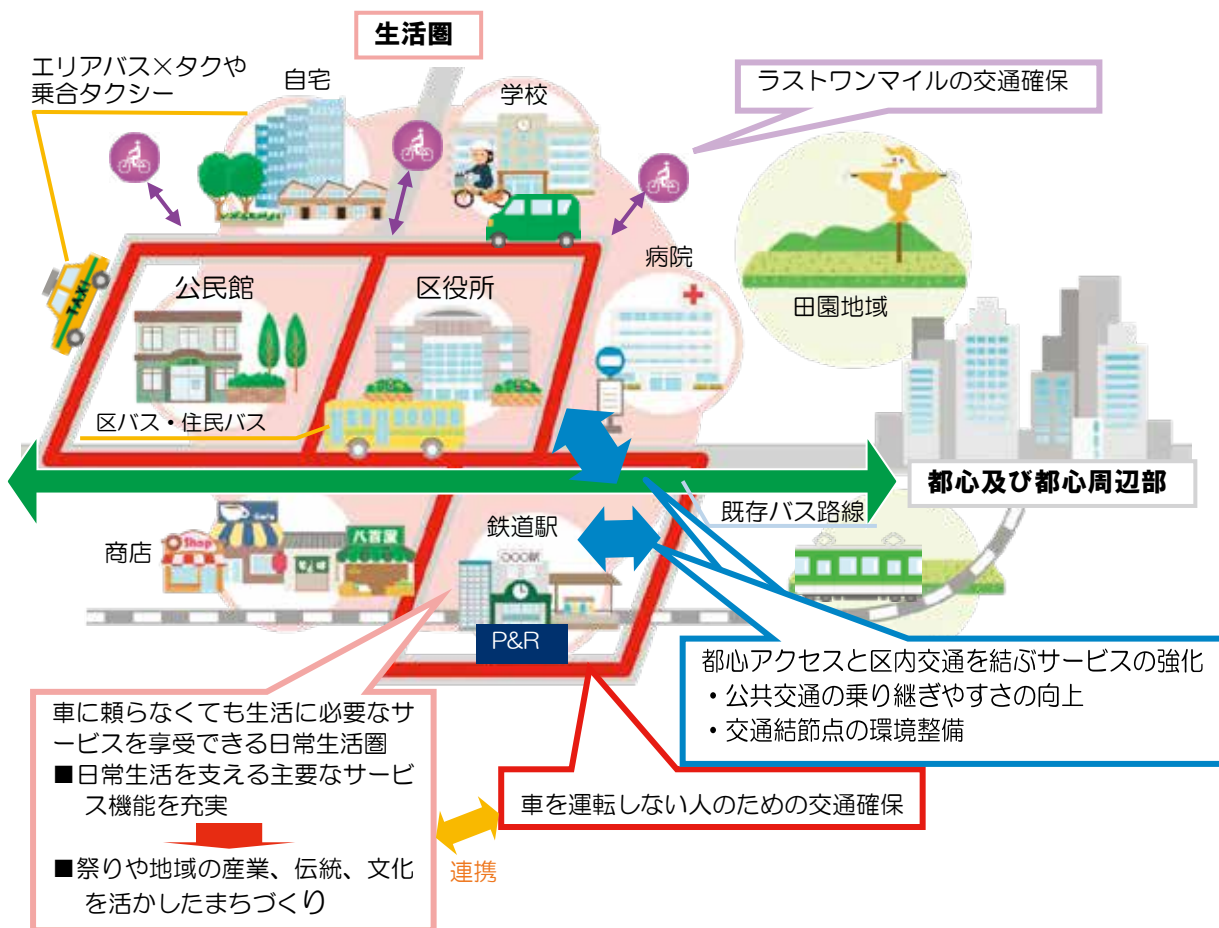 生活圏
エリアバス×タクや
乗合タクシー
自宅
学校
ラストワンマイルの交通確保
病院
田園地域
TAXI
公民館
区役所
区バス・住民バス
都心及び都心周辺部
既存バス路線
商店
Shop
八百屋
鉄道駅
○○○駅
P&R
都心アクセスと区内交通を結ぶサービスの強化
・公共交通の乗り継ぎやすさの向上
・交通結節点の環境整備
車に頼らなくても生活に必要なサ
ービスを享受できる日常生活圏
■日常生活を支える主要なサービ
ス機能を充実
■祭りや地域の産業、伝統、文化
を活かしたまちづくり
車を運転しない人のための交通確保
連携